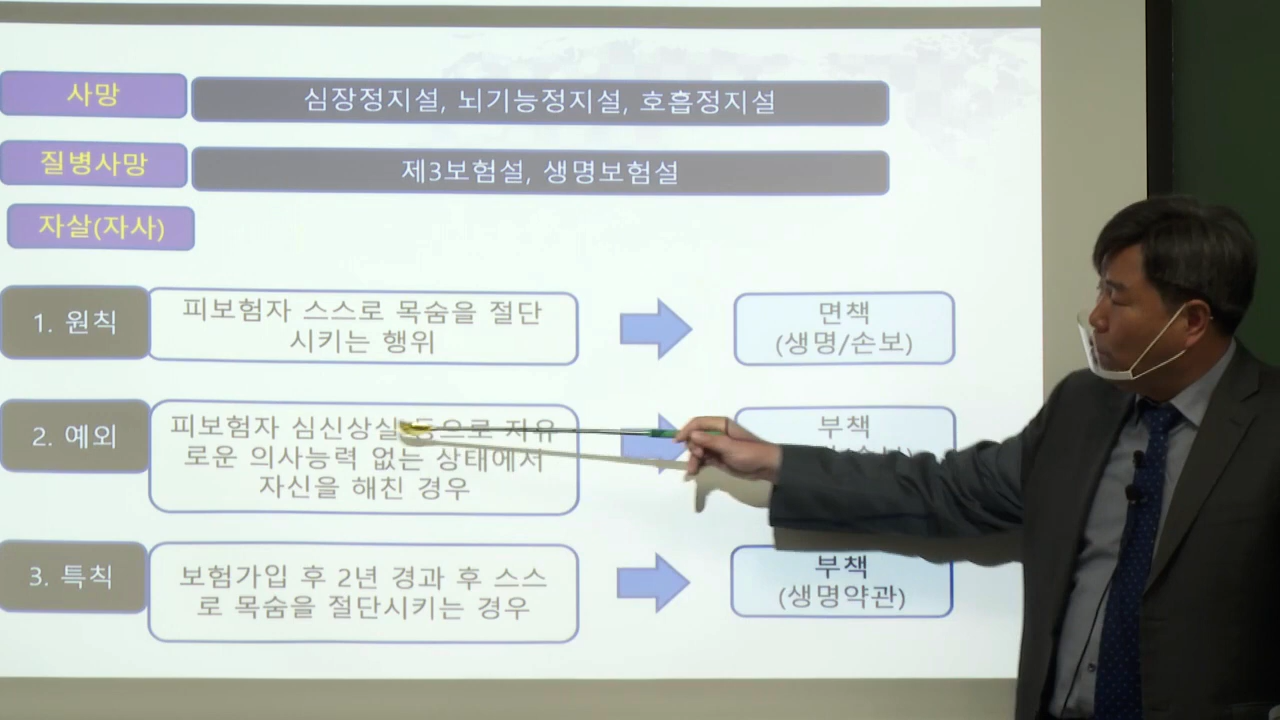 사망
심장정지설, 뇌기능정지설, 호흡정지설
질병사망
제3보험설, 생명보험설
자살(자사)
1. 원칙
피보험자 스스로 목숨을 절단
시키는 행위
면책
(생명/손보)
2. 예외
피보험자 심신상실 등으로 자유
로운 의사능력 없는 상태에서
자신을 해친 경우
부책
3. 특칙
보험가입 후 2년 경과 후 스스
로 목숨을 절단시키는 경우
부책
(생명약관)